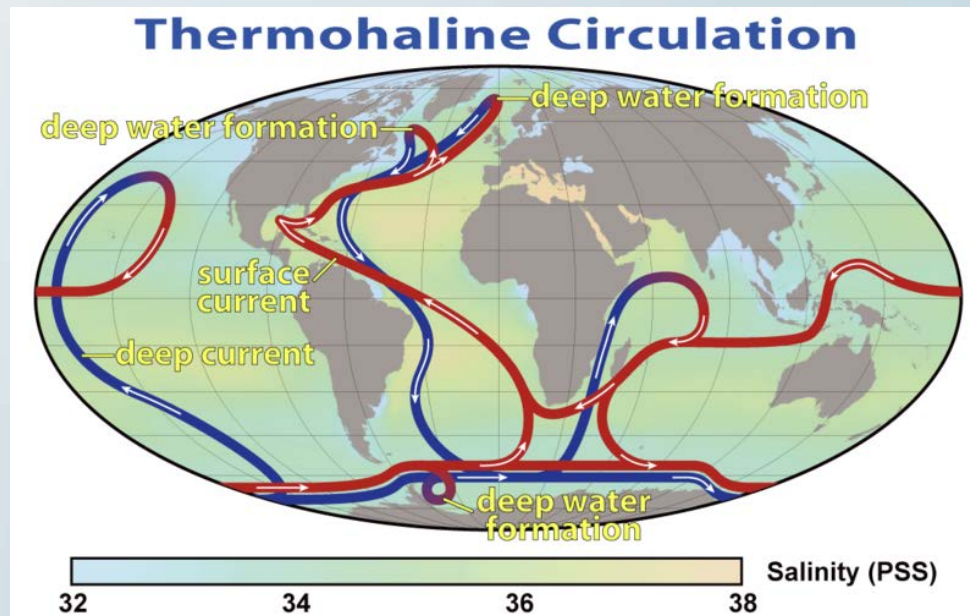 Thermohaline Circulation
deep water formation
deep water formation
surface
current
deep current
deep water
formation
Salinity (PSS)
32 34 36 38